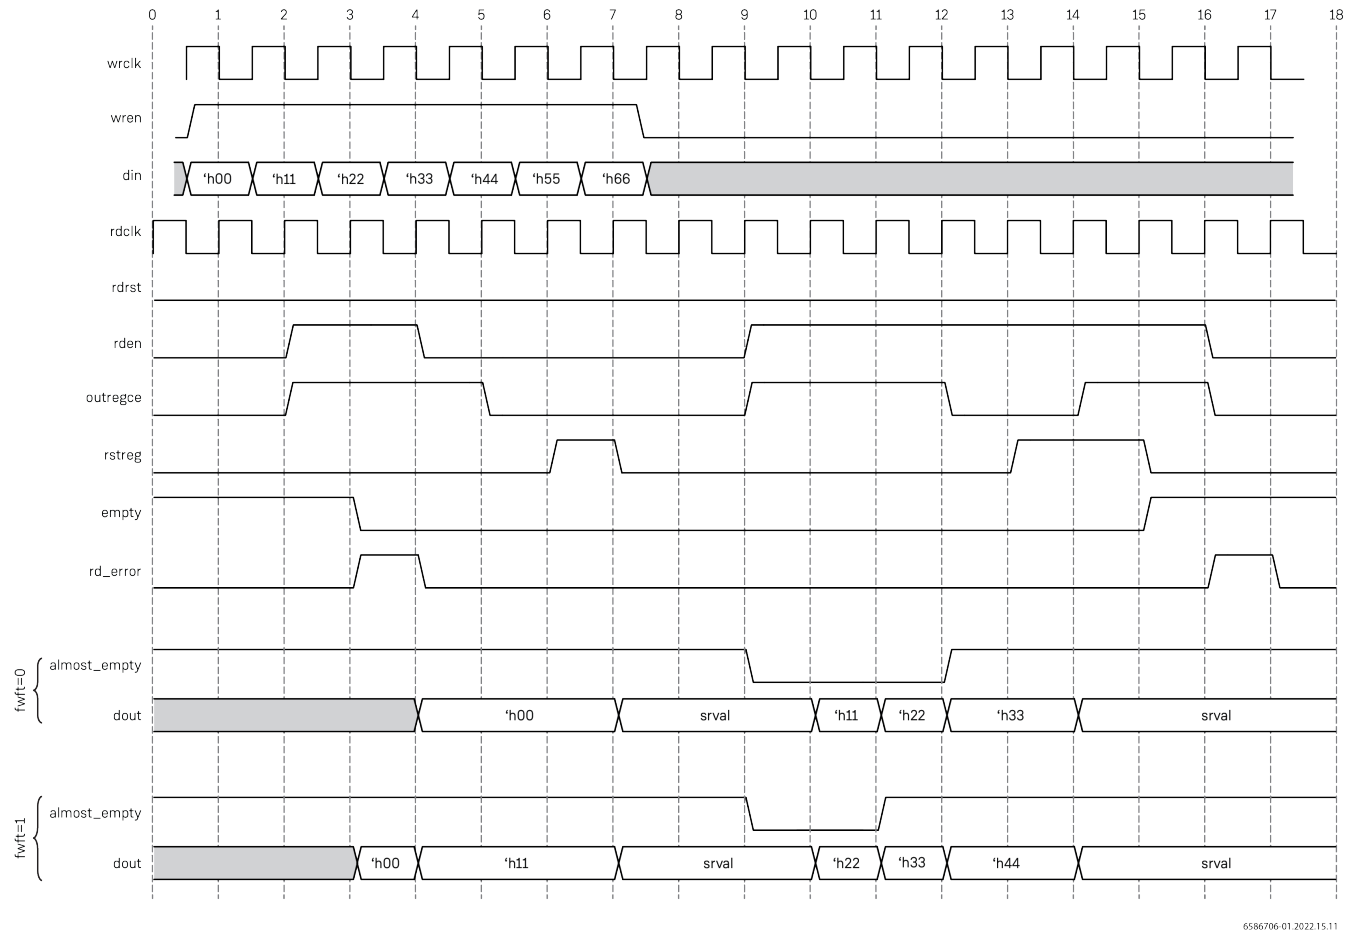 0 1 2 3 4 5 6 7 8 9 10 11 12 13 14 15 16 17 18
wrclk
wren
din ‘h00 ‘h11 ‘h22 ‘h33 ‘h44 ‘h55 ‘h66
rdclk
rdrst
rden
outregce
rstreg
empty
rd_error
fwft=0
almost_empty
dout ‘h00 srval ‘h11 ‘h22 ‘h33 srval
fwft=1
almost_empty
dout ‘h00 ‘h11 srval ‘h22 ‘h33 ‘h44 srval
6586706-01.2022.15.11